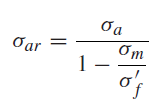 σ_ar = σ_a / (1 − σ_m / σ′_f)